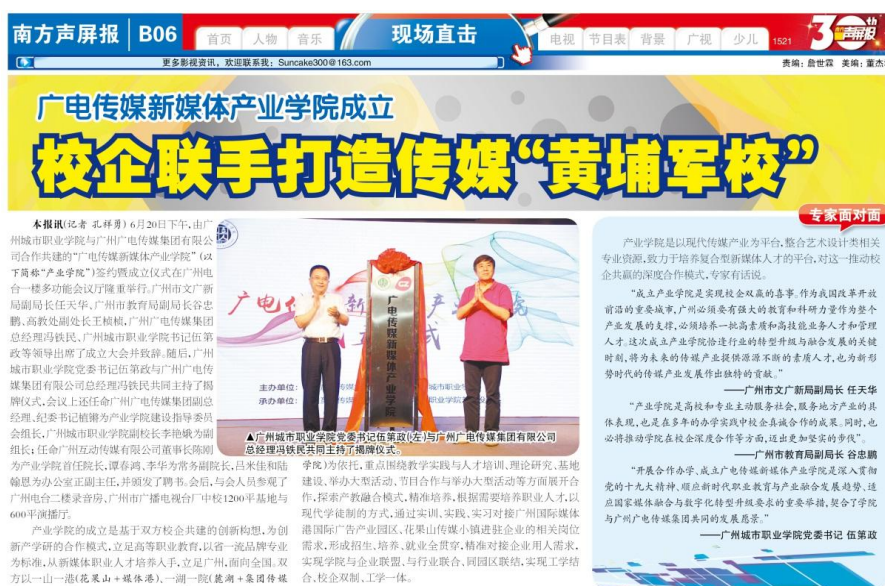 南方声屏报 B06
首页 人物 音乐 现场直击 电视 节目表 背景 广视 少儿 1521
30th 声屏报
更多影视资讯，欢迎联系我：Suncake300@163.com
责编：詹世霖 美编：董杰
广电传媒新媒体产业学院成立
校企联手打造传媒“黄埔军校”
本报讯(记者 孔祥勇) 6月20日下午，由广
州城市职业学院与广州广电传媒集团有限公
司合作共建的“广电传媒新媒体产业学院”(以
下简称“产业学院”)签约暨成立仪式在广州电
台一楼多功能会议厅隆重举行。广州市文广新
局副局长任天华、广州市教育局副局长谷忠
鹏、高教处副处长王桢桢，广州广电传媒集团
总经理冯铁民、广州城市职业学院书记伍第
政等领导出席了成立大会并致辞。随后，广州
城市职业学院党委书记伍第政与广州广电传
媒集团有限公司总经理冯铁民共同主持了揭
牌仪式。会议上还任命广州广电传媒集团副总
经理、纪委书记植锵为产业学院建设指导委员
会组长，广州城市职业学院副校长李艳娥为副
组长；任命广州互动传媒有限公司董事长陈刚
为产业学院首任院长，谭春鸿、李华为常务副院长，吕米佳和陆
翰恩为办公室正副主任，并颁发了聘书。会后，与会人员参观了
广州电台二楼录音房、广州市广播电视台厂中校1200平基地与
600平演播厅。
产业学院的成立是基于双方校企共建的创新构想，为创
新产学研的合作模式，立足高等职业教育，以省一流品牌专业
为标准，从新媒体职业人才培养入手，立足广州，面向全国。双
方以一山一港(花果山+媒体港)、一湖一院(麓湖+集团传媒
主办单位：
承办单位：
广电传媒新媒体产业学院
▲广州城市职业学院党委书记伍第政(左)与广州广电传媒集团有限公司
总经理冯铁民共同主持了揭牌仪式。
学院)为依托，重点围绕教学实践与人才培训、理论研究、基地
建设、举办大型活动、节目合作与举办大型活动等方面展开合
作，探索产教融合模式，精准培养，根据需要培养职业人才，以
现代学徒制的方式，通过实训、实践、实习对接广州国际媒体
港国际广告产业园区、花果山传媒小镇进驻企业的相关岗位
需求，形成招生、培养、就业全贯穿，精准对接企业用人需求，
实现学院与企业联盟、与行业联合、同园区联结，实现工学结
合、校企双制、工学一体。
专家面对面
产业学院是以现代传媒产业为平台，整合艺术设计类相关
专业资源，致力于培养复合型新媒体人才的平台，对这一推动校
企共赢的深度合作模式，专家有话说。
“成立产业学院是实现校企双赢的喜事。作为我国改革开放
前沿的重要城市，广州必须要有强大的教育和科研力量作为整个
产业发展的支撑，必须培养一批高素质和高技能业务人才和管理
人才。这次成立产业学院恰逢行业的转型升级与融合发展的关键
时刻，将为未来的传媒产业提供源源不断的素质人才，也为新形
势时代的传媒产业发展作出独特的贡献。”
——广州市文广新局副局长 任天华
“产业学院是高校和专业主动服务社会，服务地方产业的具
体表现，也是在多年的办学实践中校企真诚合作的成果。同时，也
必将推动学院在校企深度合作等方面，迈出更加坚实的步伐”。
——广州市教育局副局长 谷忠鹏
“开展合作办学、成立广电传媒新媒体产业学院是深入贯彻
党的十九大精神、顺应新时代职业教育与产业融合发展趋势、适
应国家媒体融合与数字化转型升级要求的重要举措，契合了学院
与广州广电传媒集团共同的发展愿景。”
——广州城市职业学院党委书记 伍第政